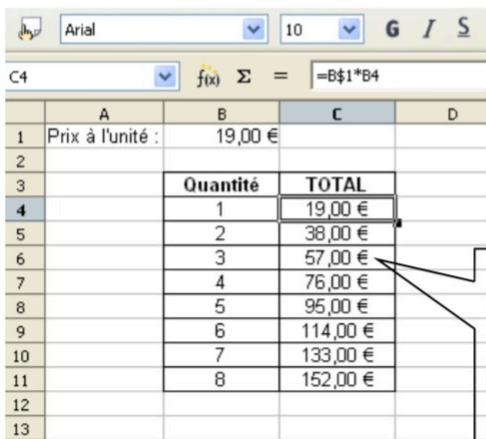 Arial 10 G I S
C4 f(x) Σ = =B$1*B4
A B C D
1 Prix à l'unité : 19,00 €
2
3 Quantité TOTAL
4 1 19,00 €
5 2 38,00 €
6 3 57,00 €
7 4 76,00 €
8 5 95,00 €
9 6 114,00 €
10 7 133,00 €
11 8 152,00 €
12
13